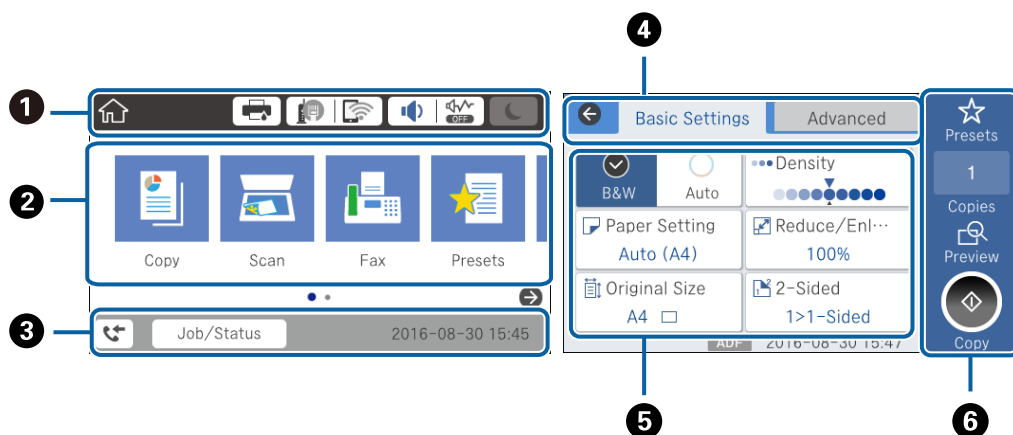 4
1
OFF
Basic Settings Advanced
Presets
2
B&W Auto
Density
1
Copies
Copy Scan Fax Presets
Paper Setting
Auto (A4)
Reduce/Enl…
100%
Preview
Original Size
A4
2-Sided
1>1-Sided
3
Job/Status 2016-08-30 15:45
ADF 2016-08-30 15:47
Copy
5
6